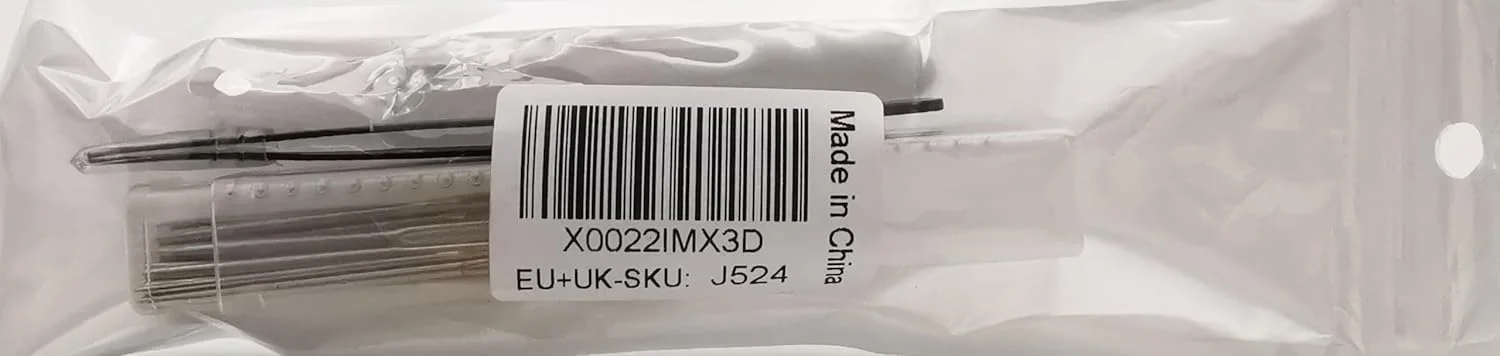 X0022IMX3D
EU+UK-SKU: J524
Made in China